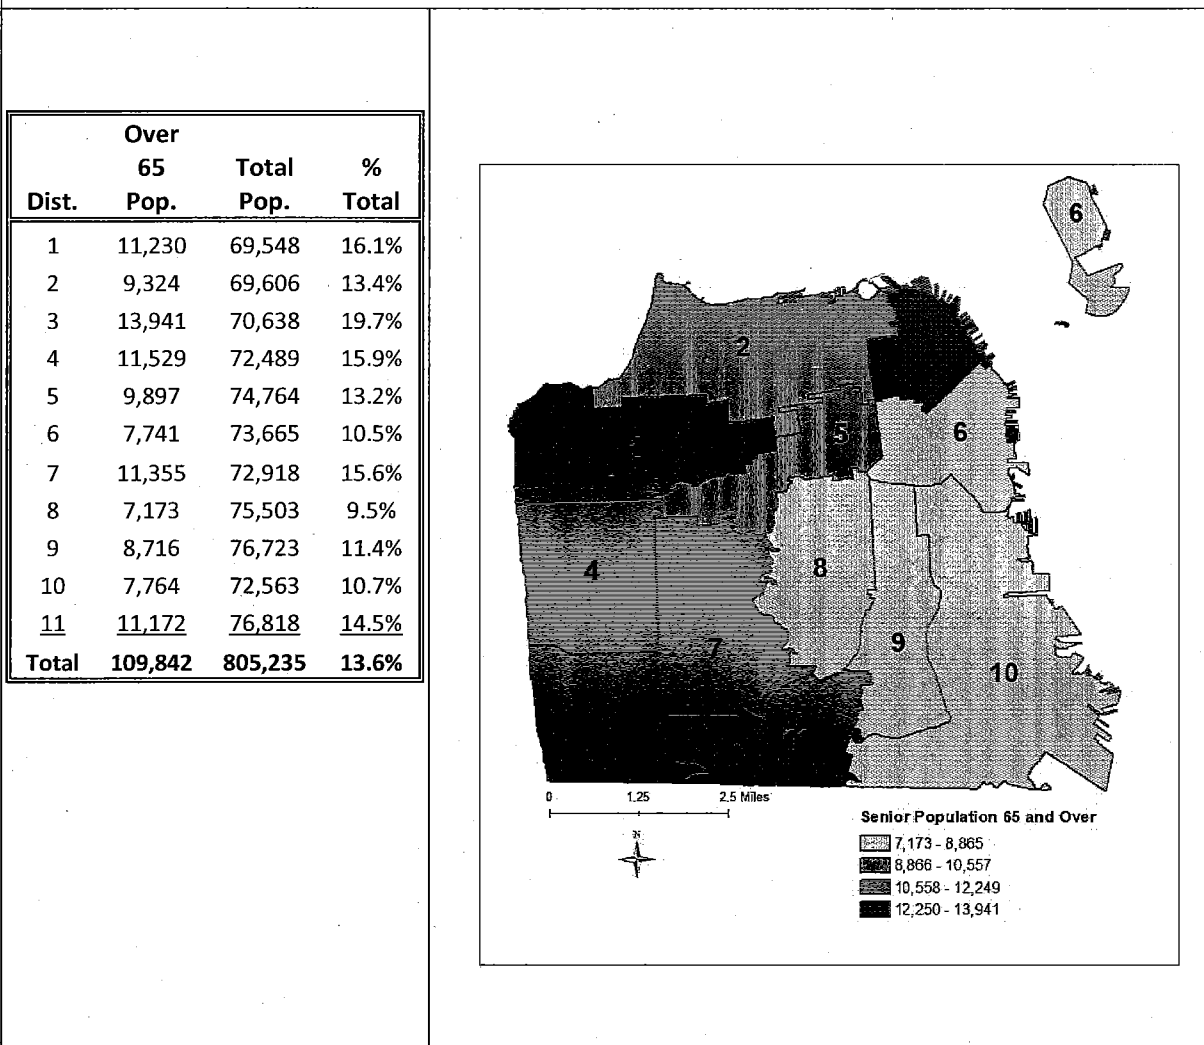 Over
65 Total %
Dist. Pop. Pop. Total
1 11,230 69,548 16.1%
2 9,324 69,606 13.4%
3 13,941 70,638 19.7%
4 11,529 72,489 15.9%
5 9,897 74,764 13.2%
6 7,741 73,665 10.5%
7 11,355 72,918 15.6%
8 7,173 75,503 9.5%
9 8,716 76,723 11.4%
10 7,764 72,563 10.7%
11 11,172 76,818 14.5%
Total 109,842 805,235 13.6%
6
2
5
6
4
8
7
9
10
0 1.25 2.5 Miles
N
Senior Population 65 and Over
7,173 - 8,865
8,866 - 10,557
10,558 - 12,249
12,250 - 13,941